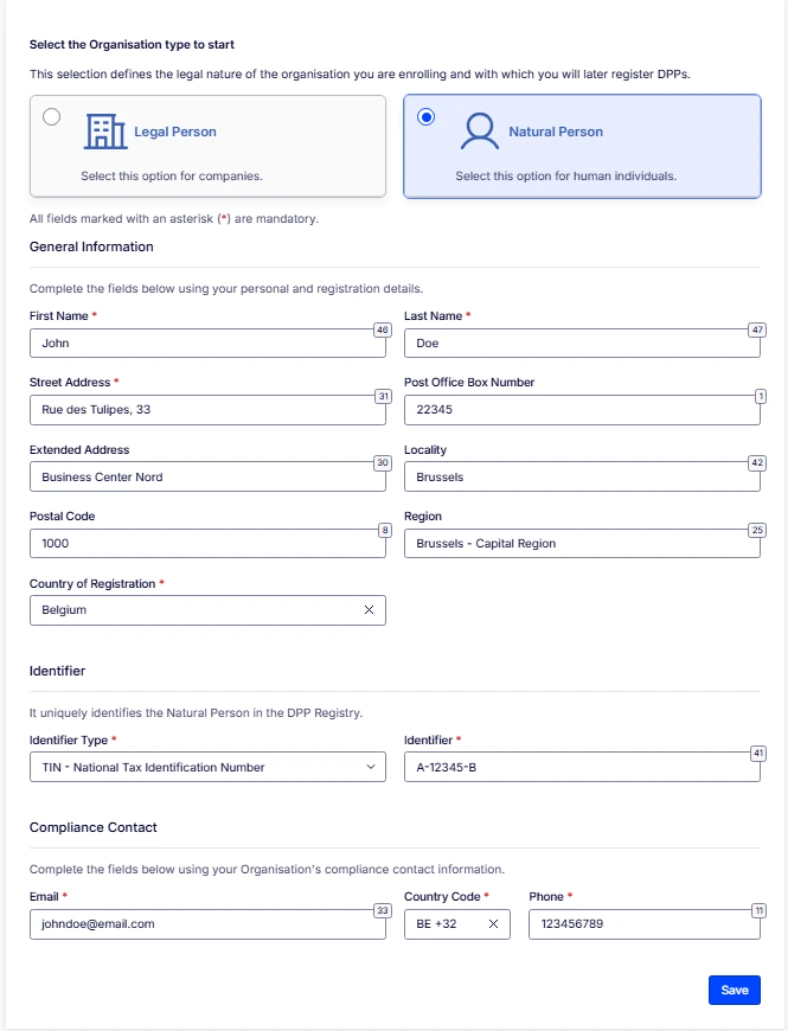 Select the Organisation type to start
This selection defines the legal nature of the organisation you are enrolling and with which you will later register DPPs.
Legal Person
Select this option for companies.
Natural Person
Select this option for human individuals.
All fields marked with an asterisk (*) are mandatory.
General Information
Complete the fields below using your personal and registration details.
First Name *
46
John
Last Name *
47
Doe
Street Address *
31
Rue des Tulipes, 33
Post Office Box Number
1
22345
Extended Address
30
Business Center Nord
Locality
42
Brussels
Postal Code
8
1000
Region
25
Brussels - Capital Region
Country of Registration *
Belgium
Identifier
It uniquely identifies the Natural Person in the DPP Registry.
Identifier Type *
TIN - National Tax Identification Number
Identifier *
41
A-12345-B
Compliance Contact
Complete the fields below using your Organisation's compliance contact information.
Email *
33
johndoe@email.com
Country Code *
BE +32
Phone *
11
123456789
Save